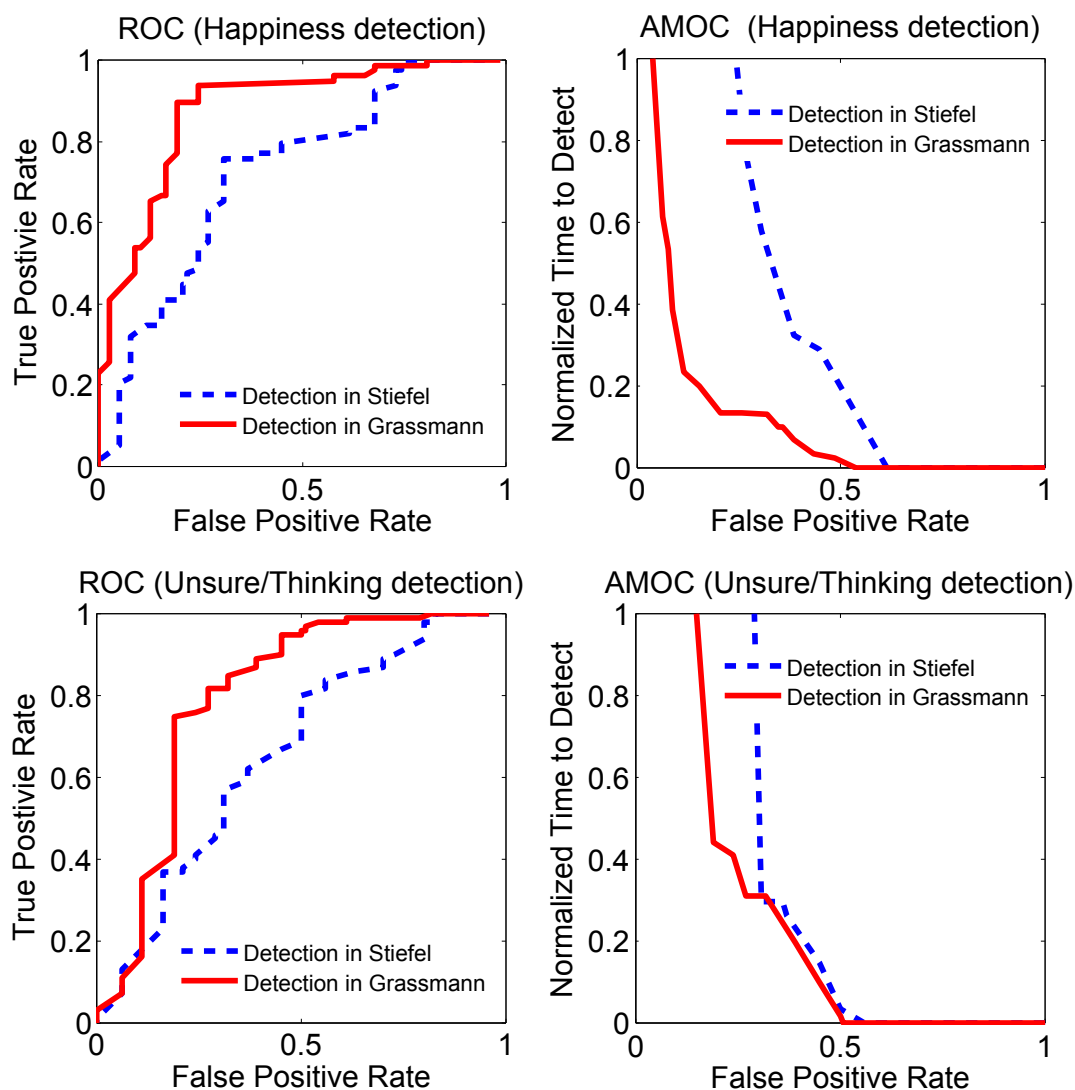 ROC (Happiness detection)
True Postivie Rate
1
0.8
0.6
0.4
0.2
0
Detection in Stiefel
Detection in Grassmann
0
0.5
1
False Positive Rate
AMOC (Happiness detection)
Normalized Time to Detect
1
0.8
0.6
0.4
0.2
0
Detection in Stiefel
Detection in Grassmann
0
0.5
1
False Positive Rate
ROC (Unsure/Thinking detection)
True Postivie Rate
1
0.8
0.6
0.4
0.2
0
Detection in Stiefel
Detection in Grassmann
0
0.5
1
False Positive Rate
AMOC (Unsure/Thinking detection)
Normalized Time to Detect
1
0.8
0.6
0.4
0.2
0
Detection in Stiefel
Detection in Grassmann
0
0.5
1
False Positive Rate